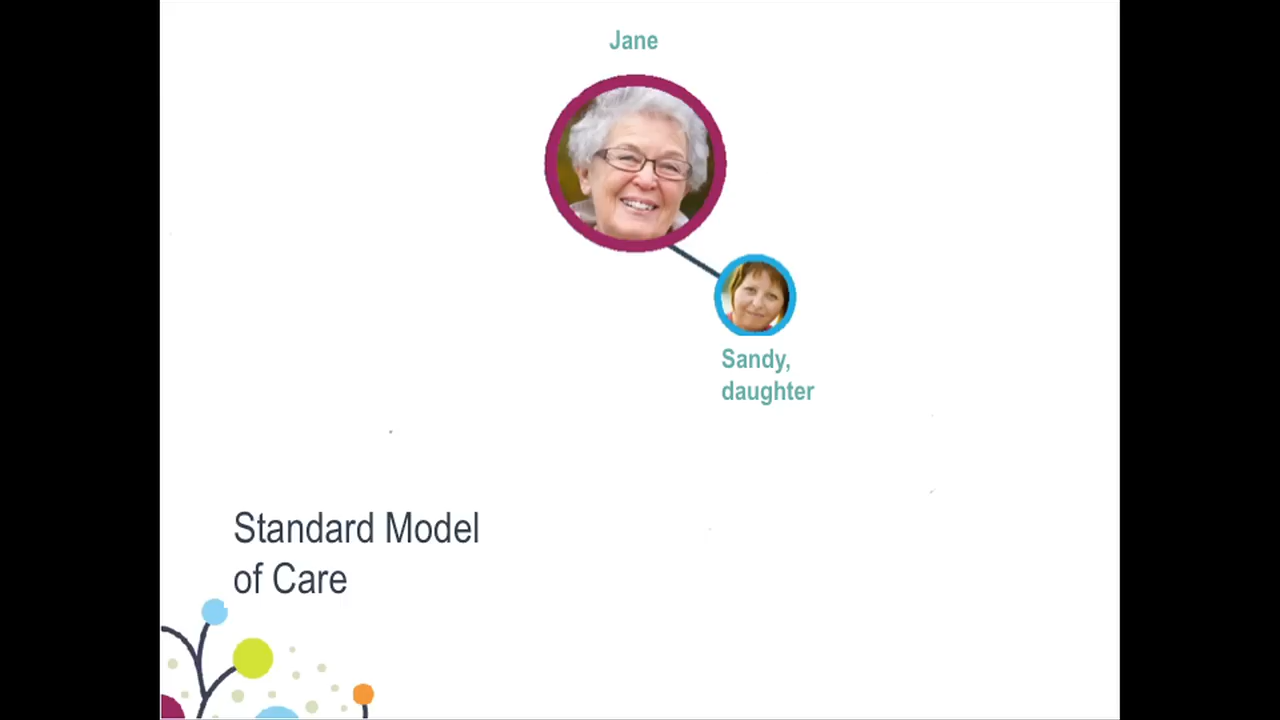 Jane
Sandy,
daughter
Standard Model
of Care